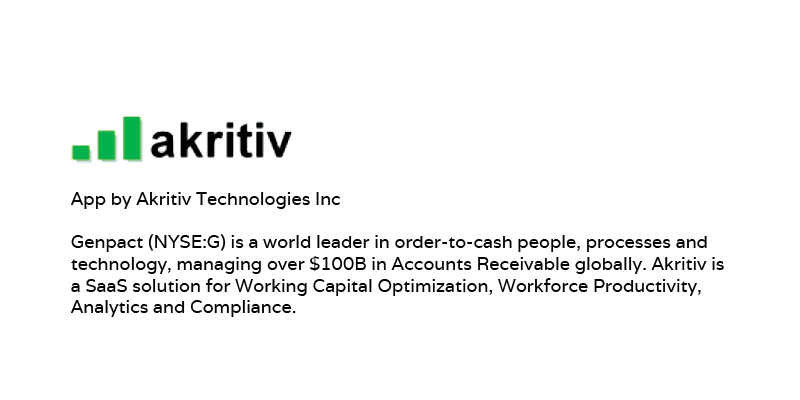 akritiv
App by Akritiv Technologies Inc
Genpact (NYSE:G) is a world leader in order-to-cash people, processes and
technology, managing over $100B in Accounts Receivable globally. Akritiv is
a SaaS solution for Working Capital Optimization, Workforce Productivity,
Analytics and Compliance.